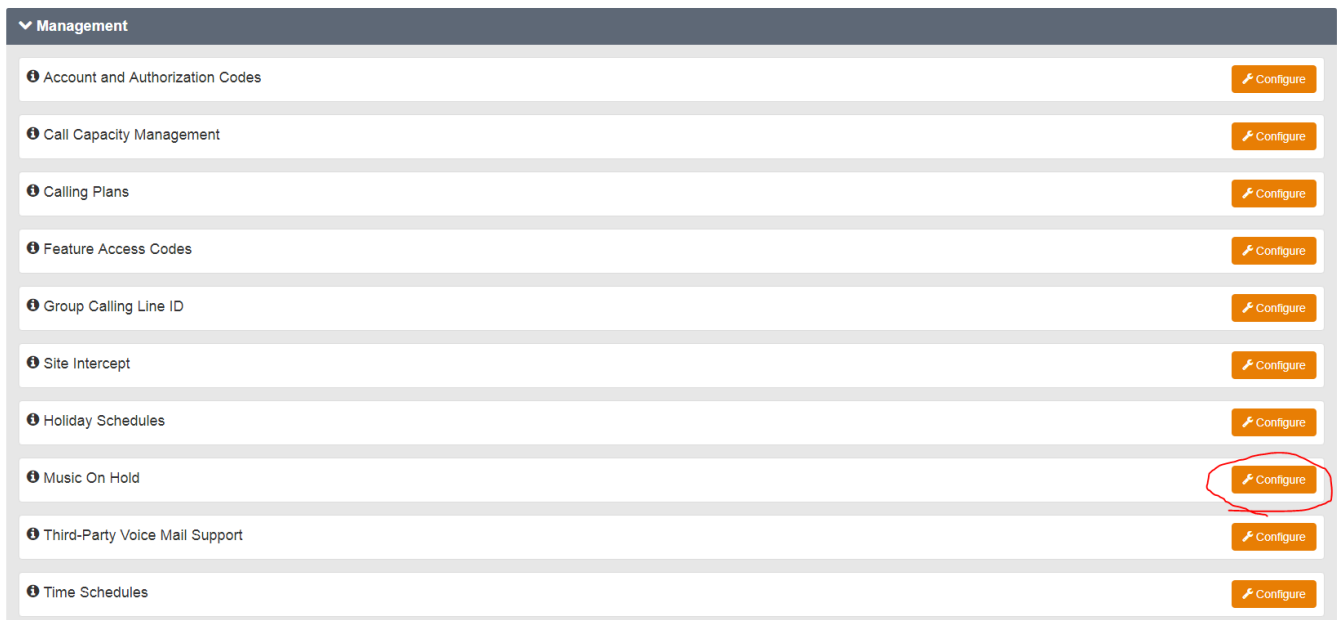 Management
Account and Authorization Codes
Configure
Call Capacity Management
Configure
Calling Plans
Configure
Feature Access Codes
Configure
Group Calling Line ID
Configure
Site Intercept
Configure
Holiday Schedules
Configure
Music On Hold
Configure
Third-Party Voice Mail Support
Configure
Time Schedules
Configure